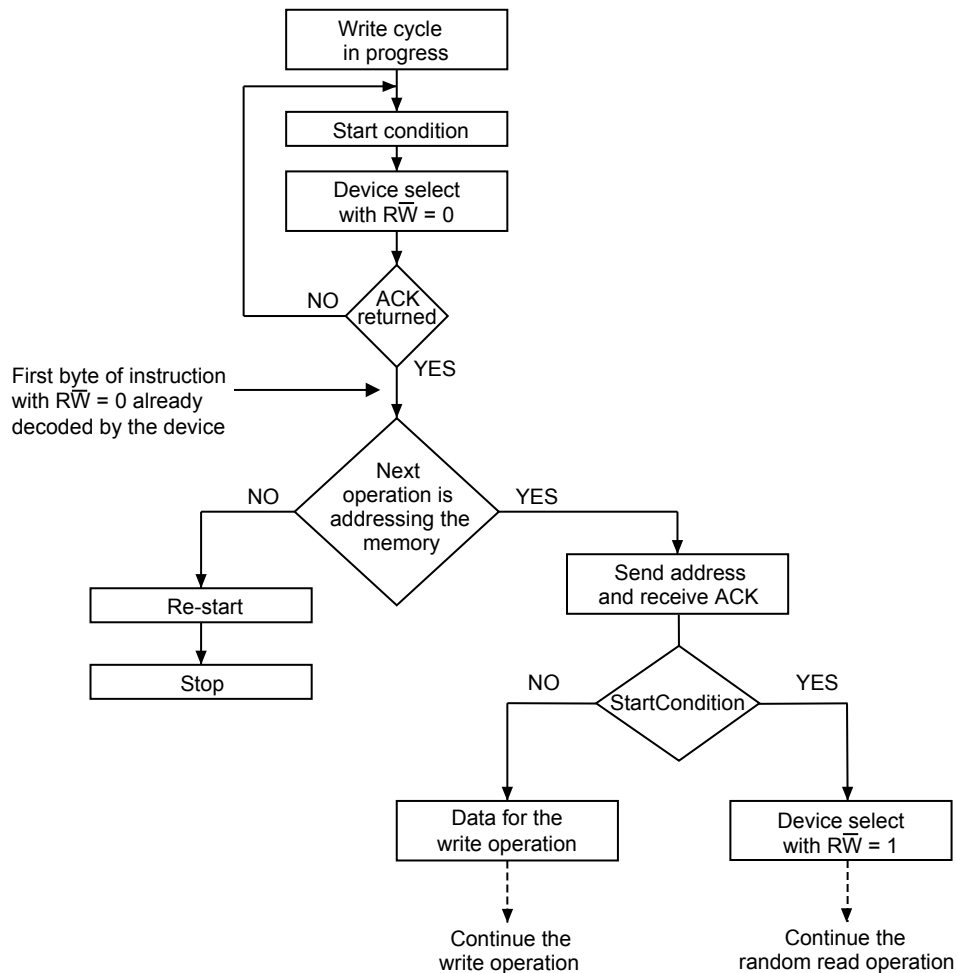 Write cycle
in progress
Start condition
Device select
with RW̅ = 0
NO
ACK
returned
YES
First byte of instruction
with RW̅ = 0 already
decoded by the device
NO
Next
operation is
addressing the
memory
YES
Send address
and receive ACK
Re-start
Stop
NO
StartCondition
YES
Data for the
write operation
Device select
with RW̅ = 1
Continue the
write operation
Continue the
random read operation